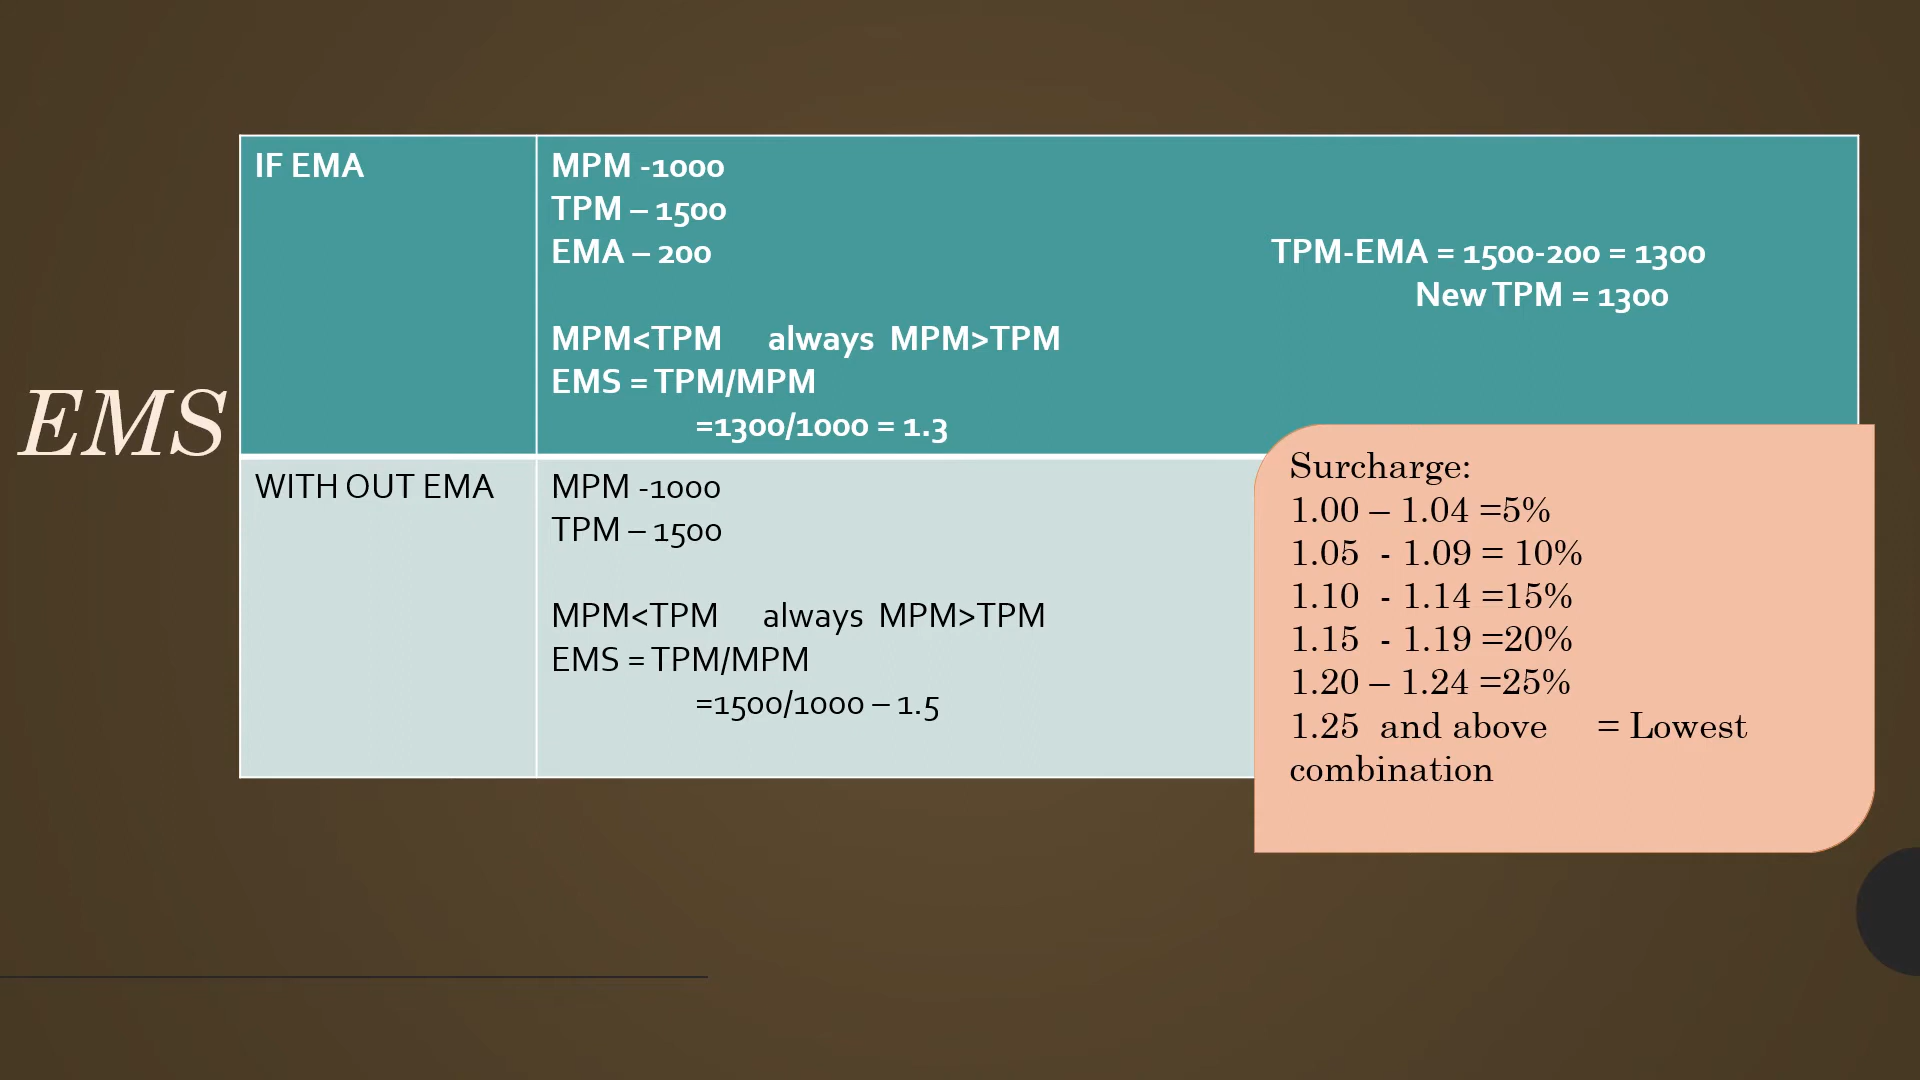 EMS
IF EMA
MPM -1000
TPM – 1500
EMA – 200 TPM-EMA = 1500-200 = 1300
New TPM = 1300
MPM<TPM always MPM>TPM
EMS = TPM/MPM
=1300/1000 = 1.3
WITH OUT EMA
MPM -1000
TPM – 1500
MPM<TPM always MPM>TPM
EMS = TPM/MPM
=1500/1000 – 1.5
Surcharge:
1.00 – 1.04 =5%
1.05 - 1.09 = 10%
1.10 - 1.14 =15%
1.15 - 1.19 =20%
1.20 – 1.24 =25%
1.25 and above = Lowest
combination